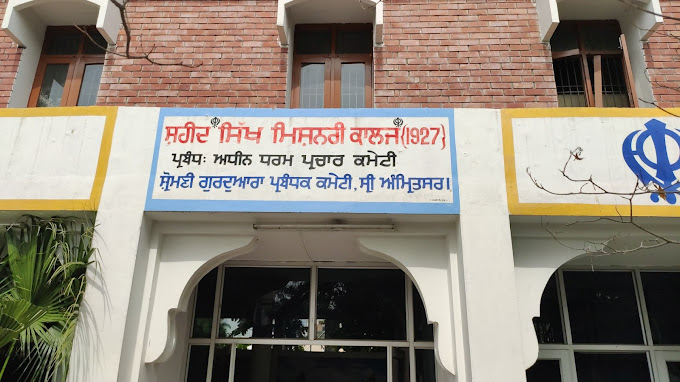 ਸ਼ਹੀਦ ਸਿੱਖ ਮਿਸ਼ਨਰੀ ਕਾਲਜ (1927)
ਪ੍ਰਬੰਧ: ਅਧੀਨ ਧਰਮ ਪ੍ਰਚਾਰ ਕਮੇਟੀ
ਸ਼੍ਰੋਮਣੀ ਗੁਰਦੁਆਰਾ ਪ੍ਰਬੰਧਕ ਕਮੇਟੀ, ਸ੍ਰੀ ਅੰਮ੍ਰਿਤਸਰ।